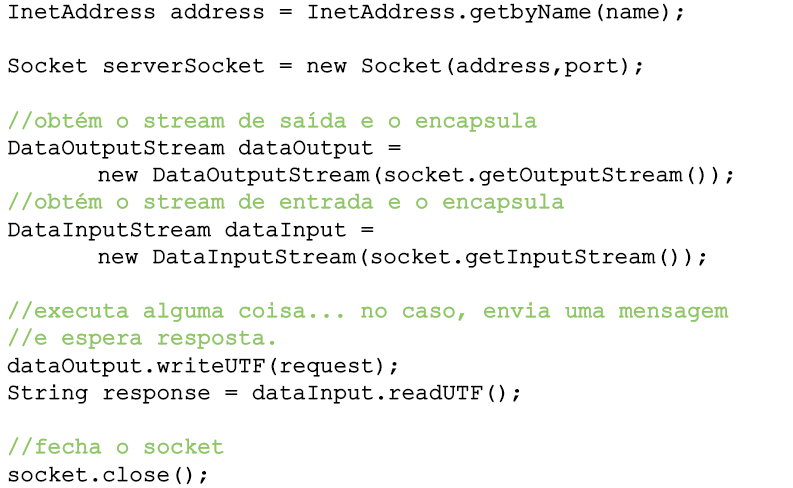 InetAddress address = InetAddress.getbyName(name);
Socket serverSocket = new Socket(address,port);
//obtém o stream de saída e o encapsula
DataOutputStream dataOutput =
new DataOutputStream(socket.getOutputStream());
//obtém o stream de entrada e o encapsula
DataInputStream dataInput =
new DataInputStream(socket.getInputStream());
//executa alguma coisa... no caso, envia uma mensagem
//e espera resposta.
dataOutput.writeUTF(request);
String response = dataInput.readUTF();
//fecha o socket
socket.close();